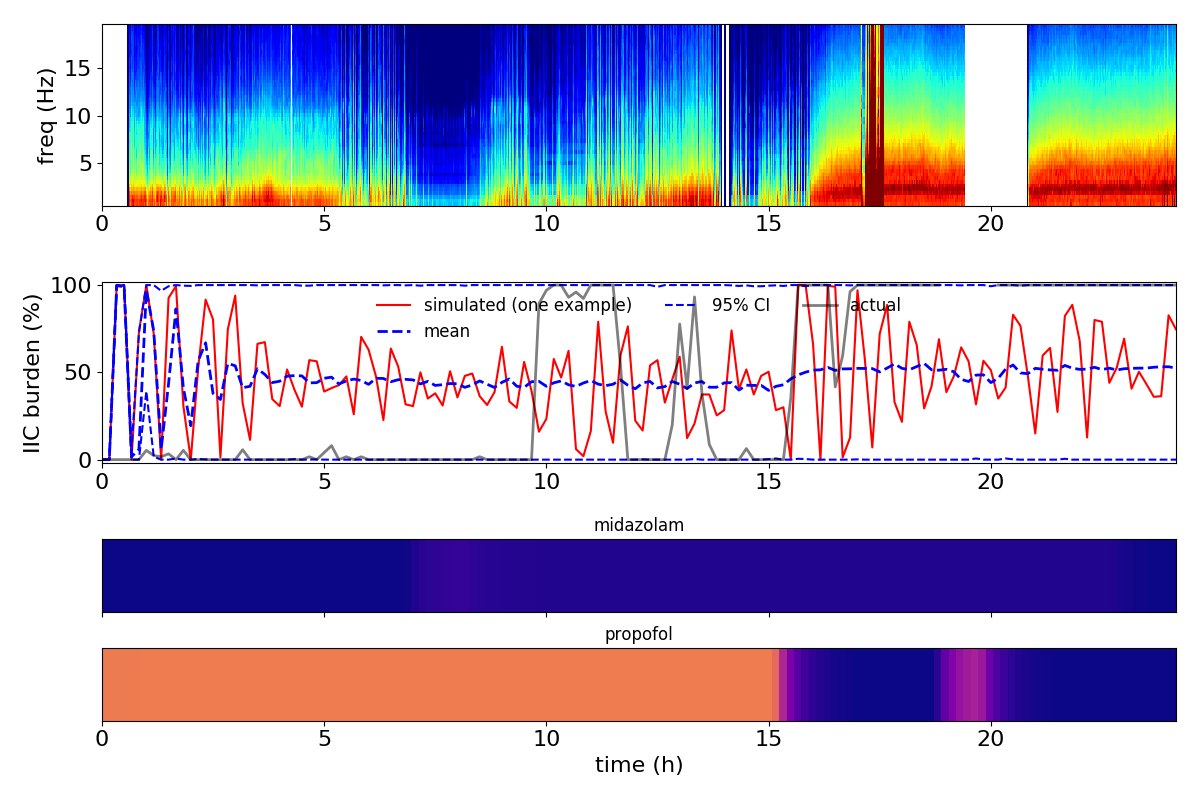 freq (Hz)
15
10
5
0 5 10 15 20
IIC burden (%)
100
50
0
simulated (one example)
mean
95% CI
actual
0 5 10 15 20
midazolam
propofol
0 5 10 15 20
time (h)